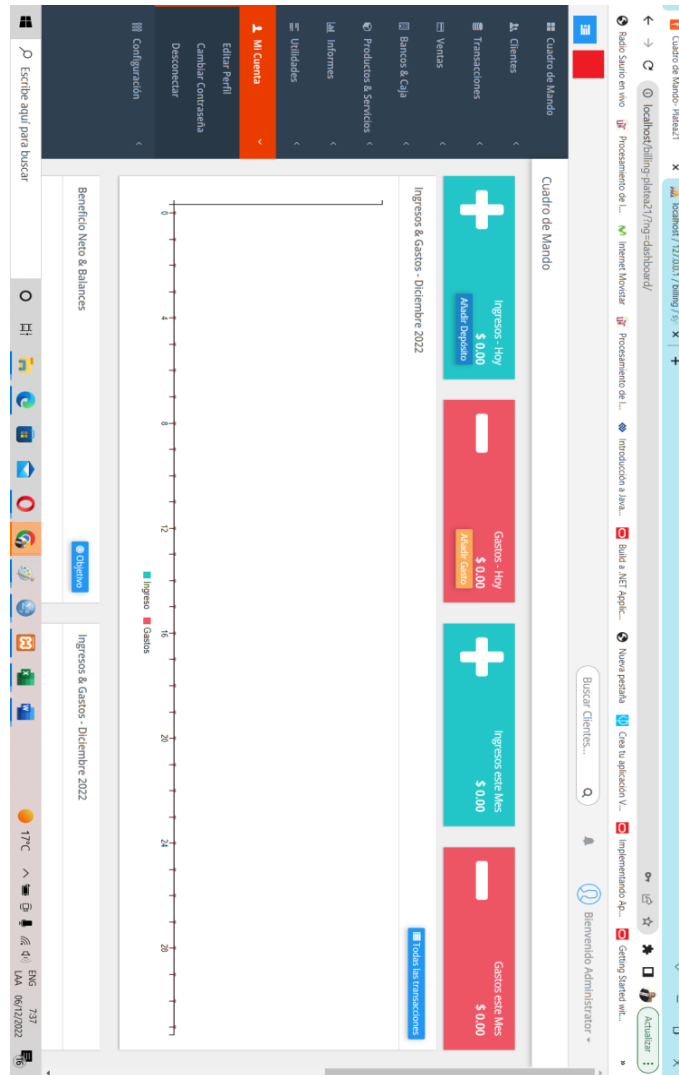 Cuadro de Mando- Platea21
localhost / 127.0.0.1 / billing / s
localhost/billing-platea21/?ng=dashboard/
Actualizar
Radio Saurio en vivo
Procesamiento de I...
Internet Movistar
Procesamiento de I...
Introducción a Java...
Build a .NET Applic...
Nueva pestaña
Crea tu aplicación V...
Implementando Ap...
Getting Started wit...
»
Buscar Clientes...
Bienvenido Administrator
Cuadro de Mando
Clientes
Transacciones
Ventas
Bancos & Caja
Productos & Servicios
Informes
Utilidades
Mi Cuenta
Editar Perfil
Cambiar Contraseña
Desconectar
Configuración
Cuadro de Mando
Ingresos - Hoy
$ 0.00
Añadir Depósito
Gastos - Hoy
$ 0.00
Añadir Gasto
Ingresos este Mes
$ 0.00
Gastos este Mes
$ 0.00
Ingresos & Gastos - Diciembre 2022
Todas las transacciones
0 4 8 12 16 20 24 28
Ingreso Gastos
Beneficio Neto & Balances
Objetivo
Ingresos & Gastos - Diciembre 2022
Escribe aquí para buscar
17°C
ENG
LAA
7:37
06/12/2022
16